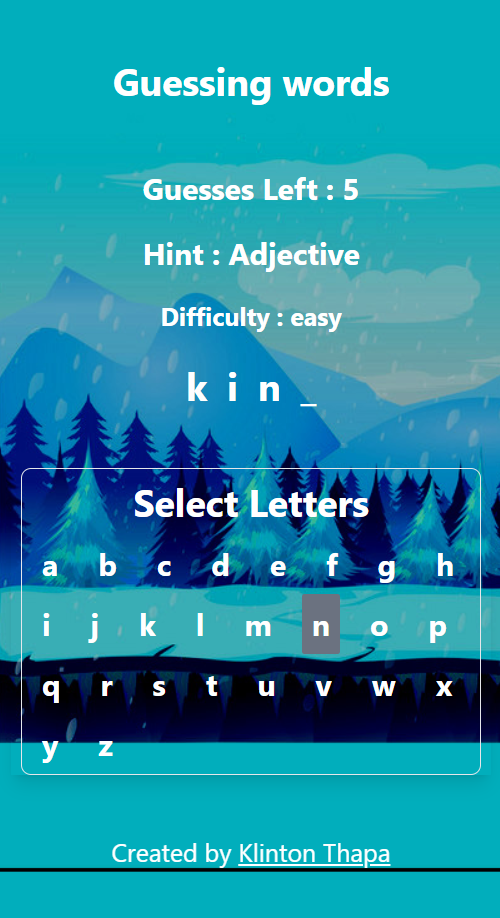 Guessing words
Guesses Left : 5
Hint : Adjective
Difficulty : easy
k i n _
Select Letters
a b c d e f g h
i j k l m n o p
q r s t u v w x
y z
Created by Klinton Thapa